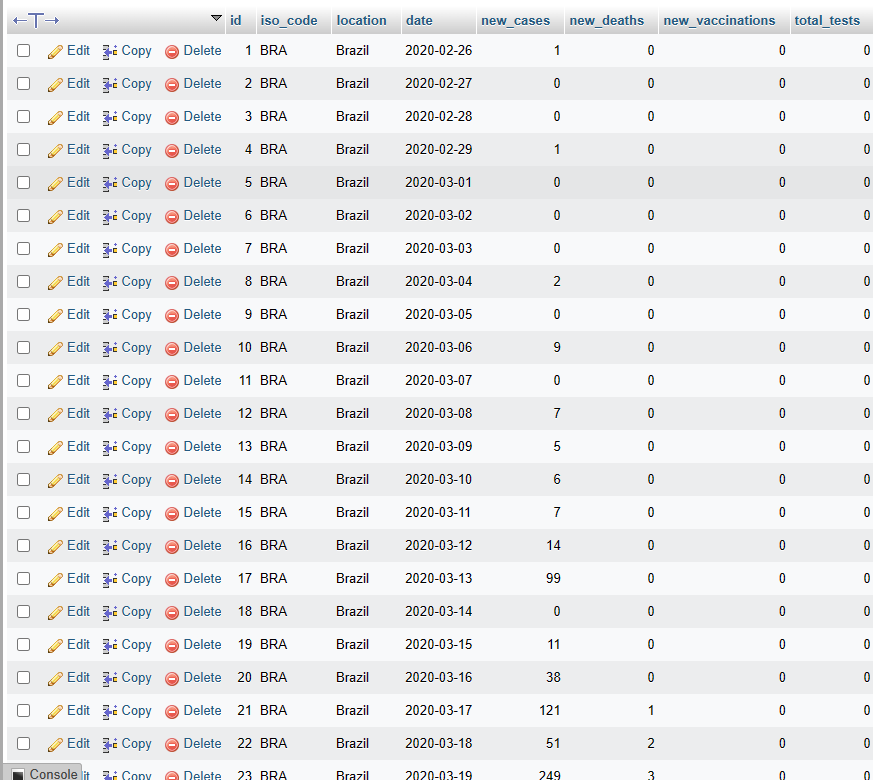 id iso_code location date new_cases new_deaths new_vaccinations total_tests
Edit Copy Delete 1 BRA Brazil 2020-02-26 1 0 0 0
Edit Copy Delete 2 BRA Brazil 2020-02-27 0 0 0 0
Edit Copy Delete 3 BRA Brazil 2020-02-28 0 0 0 0
Edit Copy Delete 4 BRA Brazil 2020-02-29 1 0 0 0
Edit Copy Delete 5 BRA Brazil 2020-03-01 0 0 0 0
Edit Copy Delete 6 BRA Brazil 2020-03-02 0 0 0 0
Edit Copy Delete 7 BRA Brazil 2020-03-03 0 0 0 0
Edit Copy Delete 8 BRA Brazil 2020-03-04 2 0 0 0
Edit Copy Delete 9 BRA Brazil 2020-03-05 0 0 0 0
Edit Copy Delete 10 BRA Brazil 2020-03-06 9 0 0 0
Edit Copy Delete 11 BRA Brazil 2020-03-07 0 0 0 0
Edit Copy Delete 12 BRA Brazil 2020-03-08 7 0 0 0
Edit Copy Delete 13 BRA Brazil 2020-03-09 5 0 0 0
Edit Copy Delete 14 BRA Brazil 2020-03-10 6 0 0 0
Edit Copy Delete 15 BRA Brazil 2020-03-11 7 0 0 0
Edit Copy Delete 16 BRA Brazil 2020-03-12 14 0 0 0
Edit Copy Delete 17 BRA Brazil 2020-03-13 99 0 0 0
Edit Copy Delete 18 BRA Brazil 2020-03-14 0 0 0 0
Edit Copy Delete 19 BRA Brazil 2020-03-15 11 0 0 0
Edit Copy Delete 20 BRA Brazil 2020-03-16 38 0 0 0
Edit Copy Delete 21 BRA Brazil 2020-03-17 121 1 0 0
Edit Copy Delete 22 BRA Brazil 2020-03-18 51 2 0 0
Console Copy Delete 23 BRA Brazil 2020-03-19 249 3 0 0